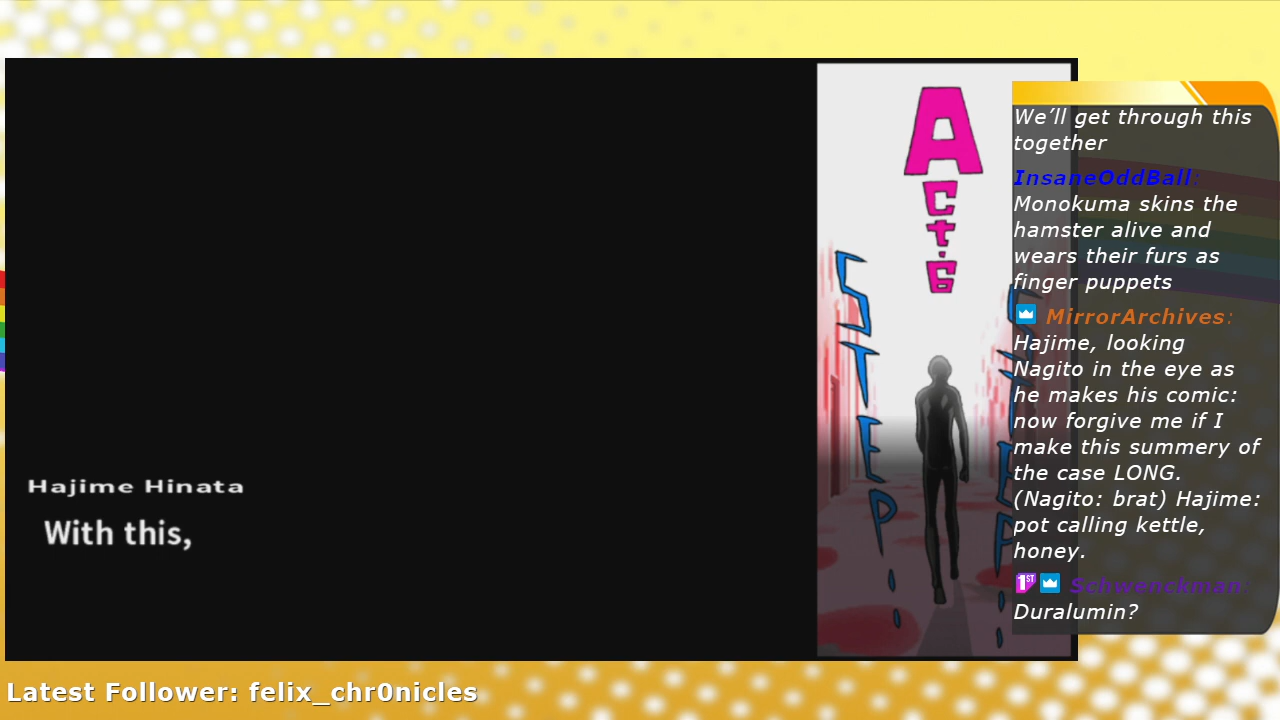 Act.6
STEP
STEP
Hajime Hinata
With this,
We'll get through this
together
InsaneOddBall:
Monokuma skins the
hamster alive and
wears their furs as
finger puppets
MirrorArchives:
Hajime, looking
Nagito in the eye as
he makes his comic:
now forgive me if I
make this summery of
the case LONG.
(Nagito: brat) Hajime:
pot calling kettle,
honey.
1ST Schwenckman:
Duralumin?
Latest Follower: felix_chr0nicles